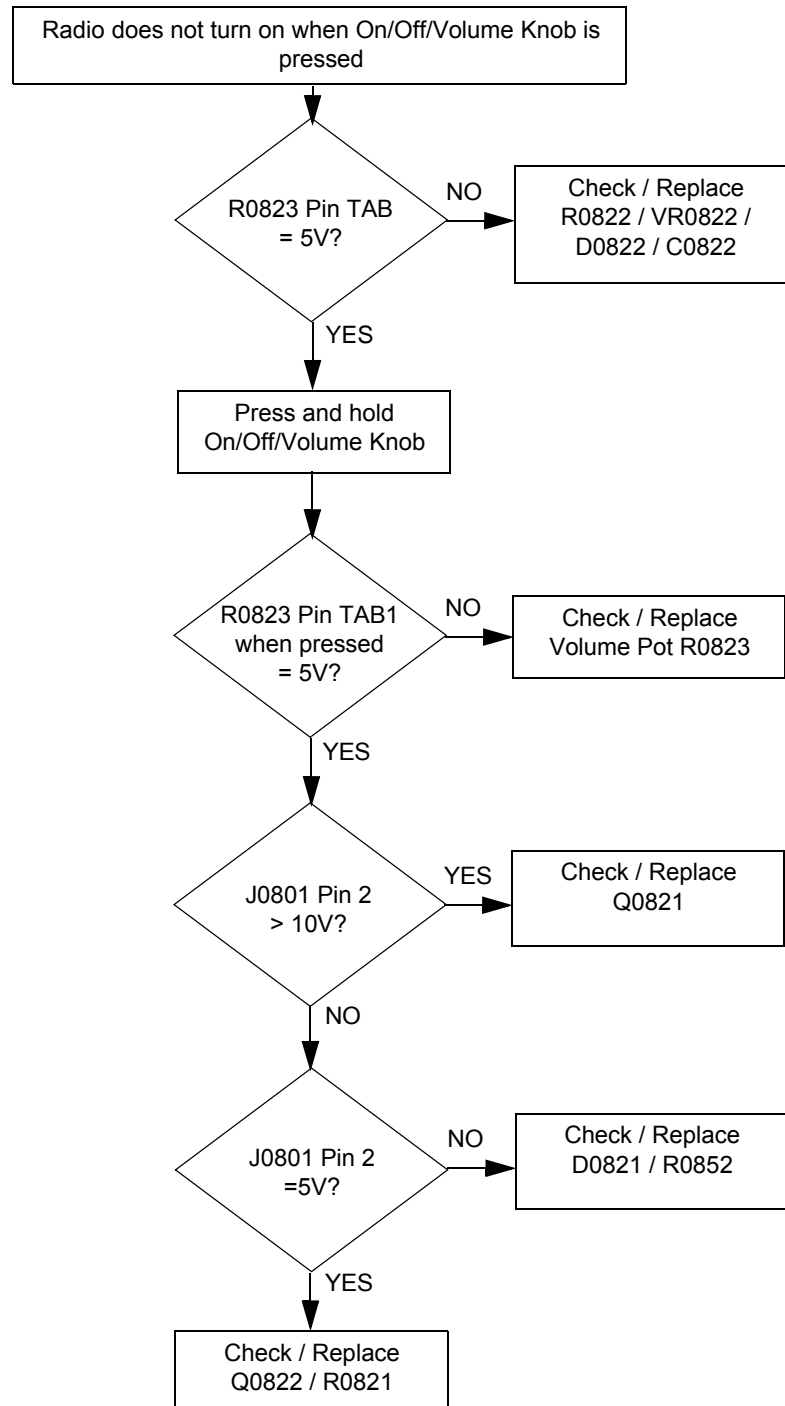 Radio does not turn on when On/Off/Volume Knob is
pressed
R0823 Pin TAB
= 5V?
NO
Check / Replace
R0822 / VR0822 /
D0822 / C0822
YES
Press and hold
On/Off/Volume Knob
R0823 Pin TAB1
when pressed
= 5V?
NO
Check / Replace
Volume Pot R0823
YES
J0801 Pin 2
> 10V?
YES
Check / Replace
Q0821
NO
J0801 Pin 2
=5V?
NO
Check / Replace
D0821 / R0852
YES
Check / Replace
Q0822 / R0821